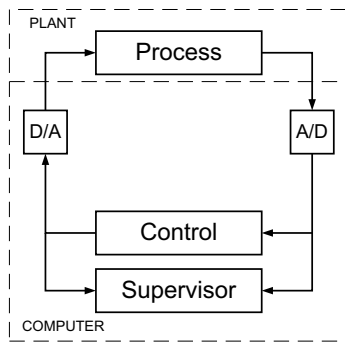 PLANT
Process
D/A
A/D
Control
Supervisor
COMPUTER